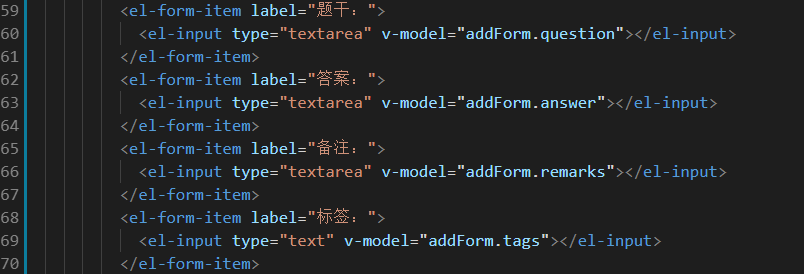 59 <el-form-item label="题干：">
60 <el-input type="textarea" v-model="addForm.question"></el-input>
61 </el-form-item>
62 <el-form-item label="答案：">
63 <el-input type="textarea" v-model="addForm.answer"></el-input>
64 </el-form-item>
65 <el-form-item label="备注：">
66 <el-input type="textarea" v-model="addForm.remarks"></el-input>
67 </el-form-item>
68 <el-form-item label="标签：">
69 <el-input type="text" v-model="addForm.tags"></el-input>
70 </el-form-item>